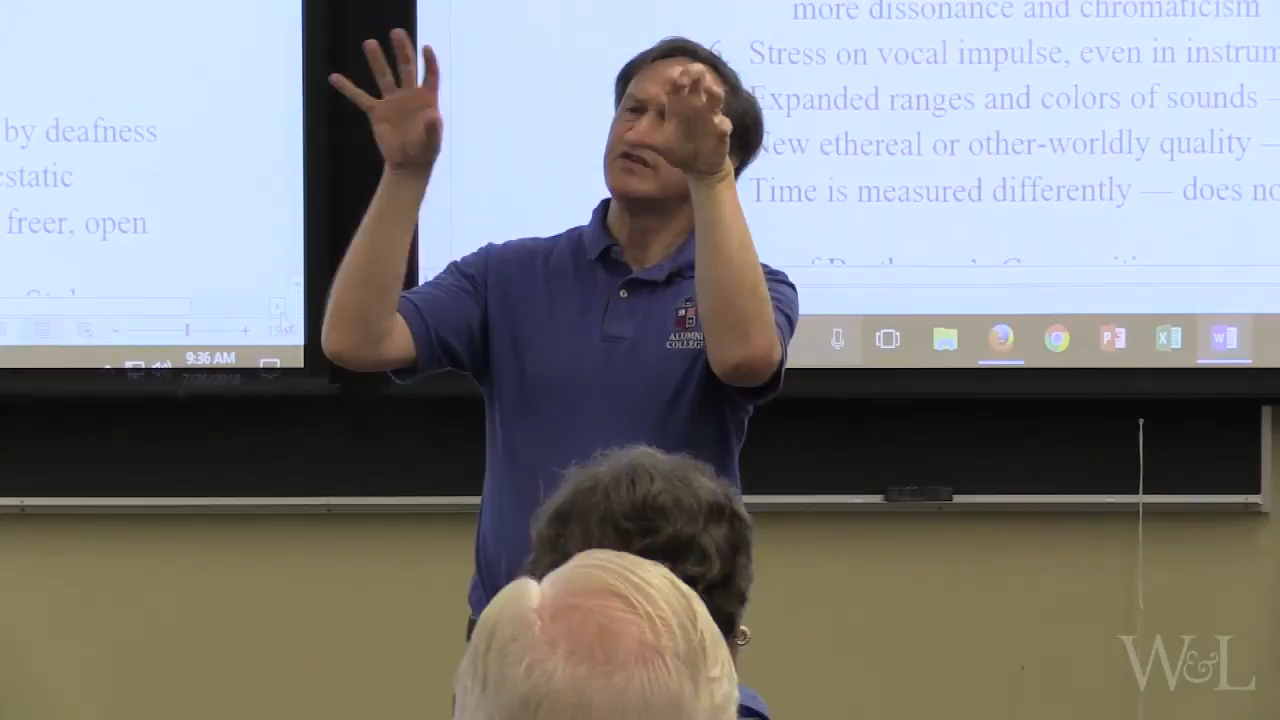 by deafness
static
freer, open
9:36 AM
more dissonance and chromaticism
6. Stress on vocal impulse, even in instrum
Expanded ranges and colors of sounds –
New ethereal or other-worldly quality —
Time is measured differently — does no
ALUMNI
COLLEGE
W&L